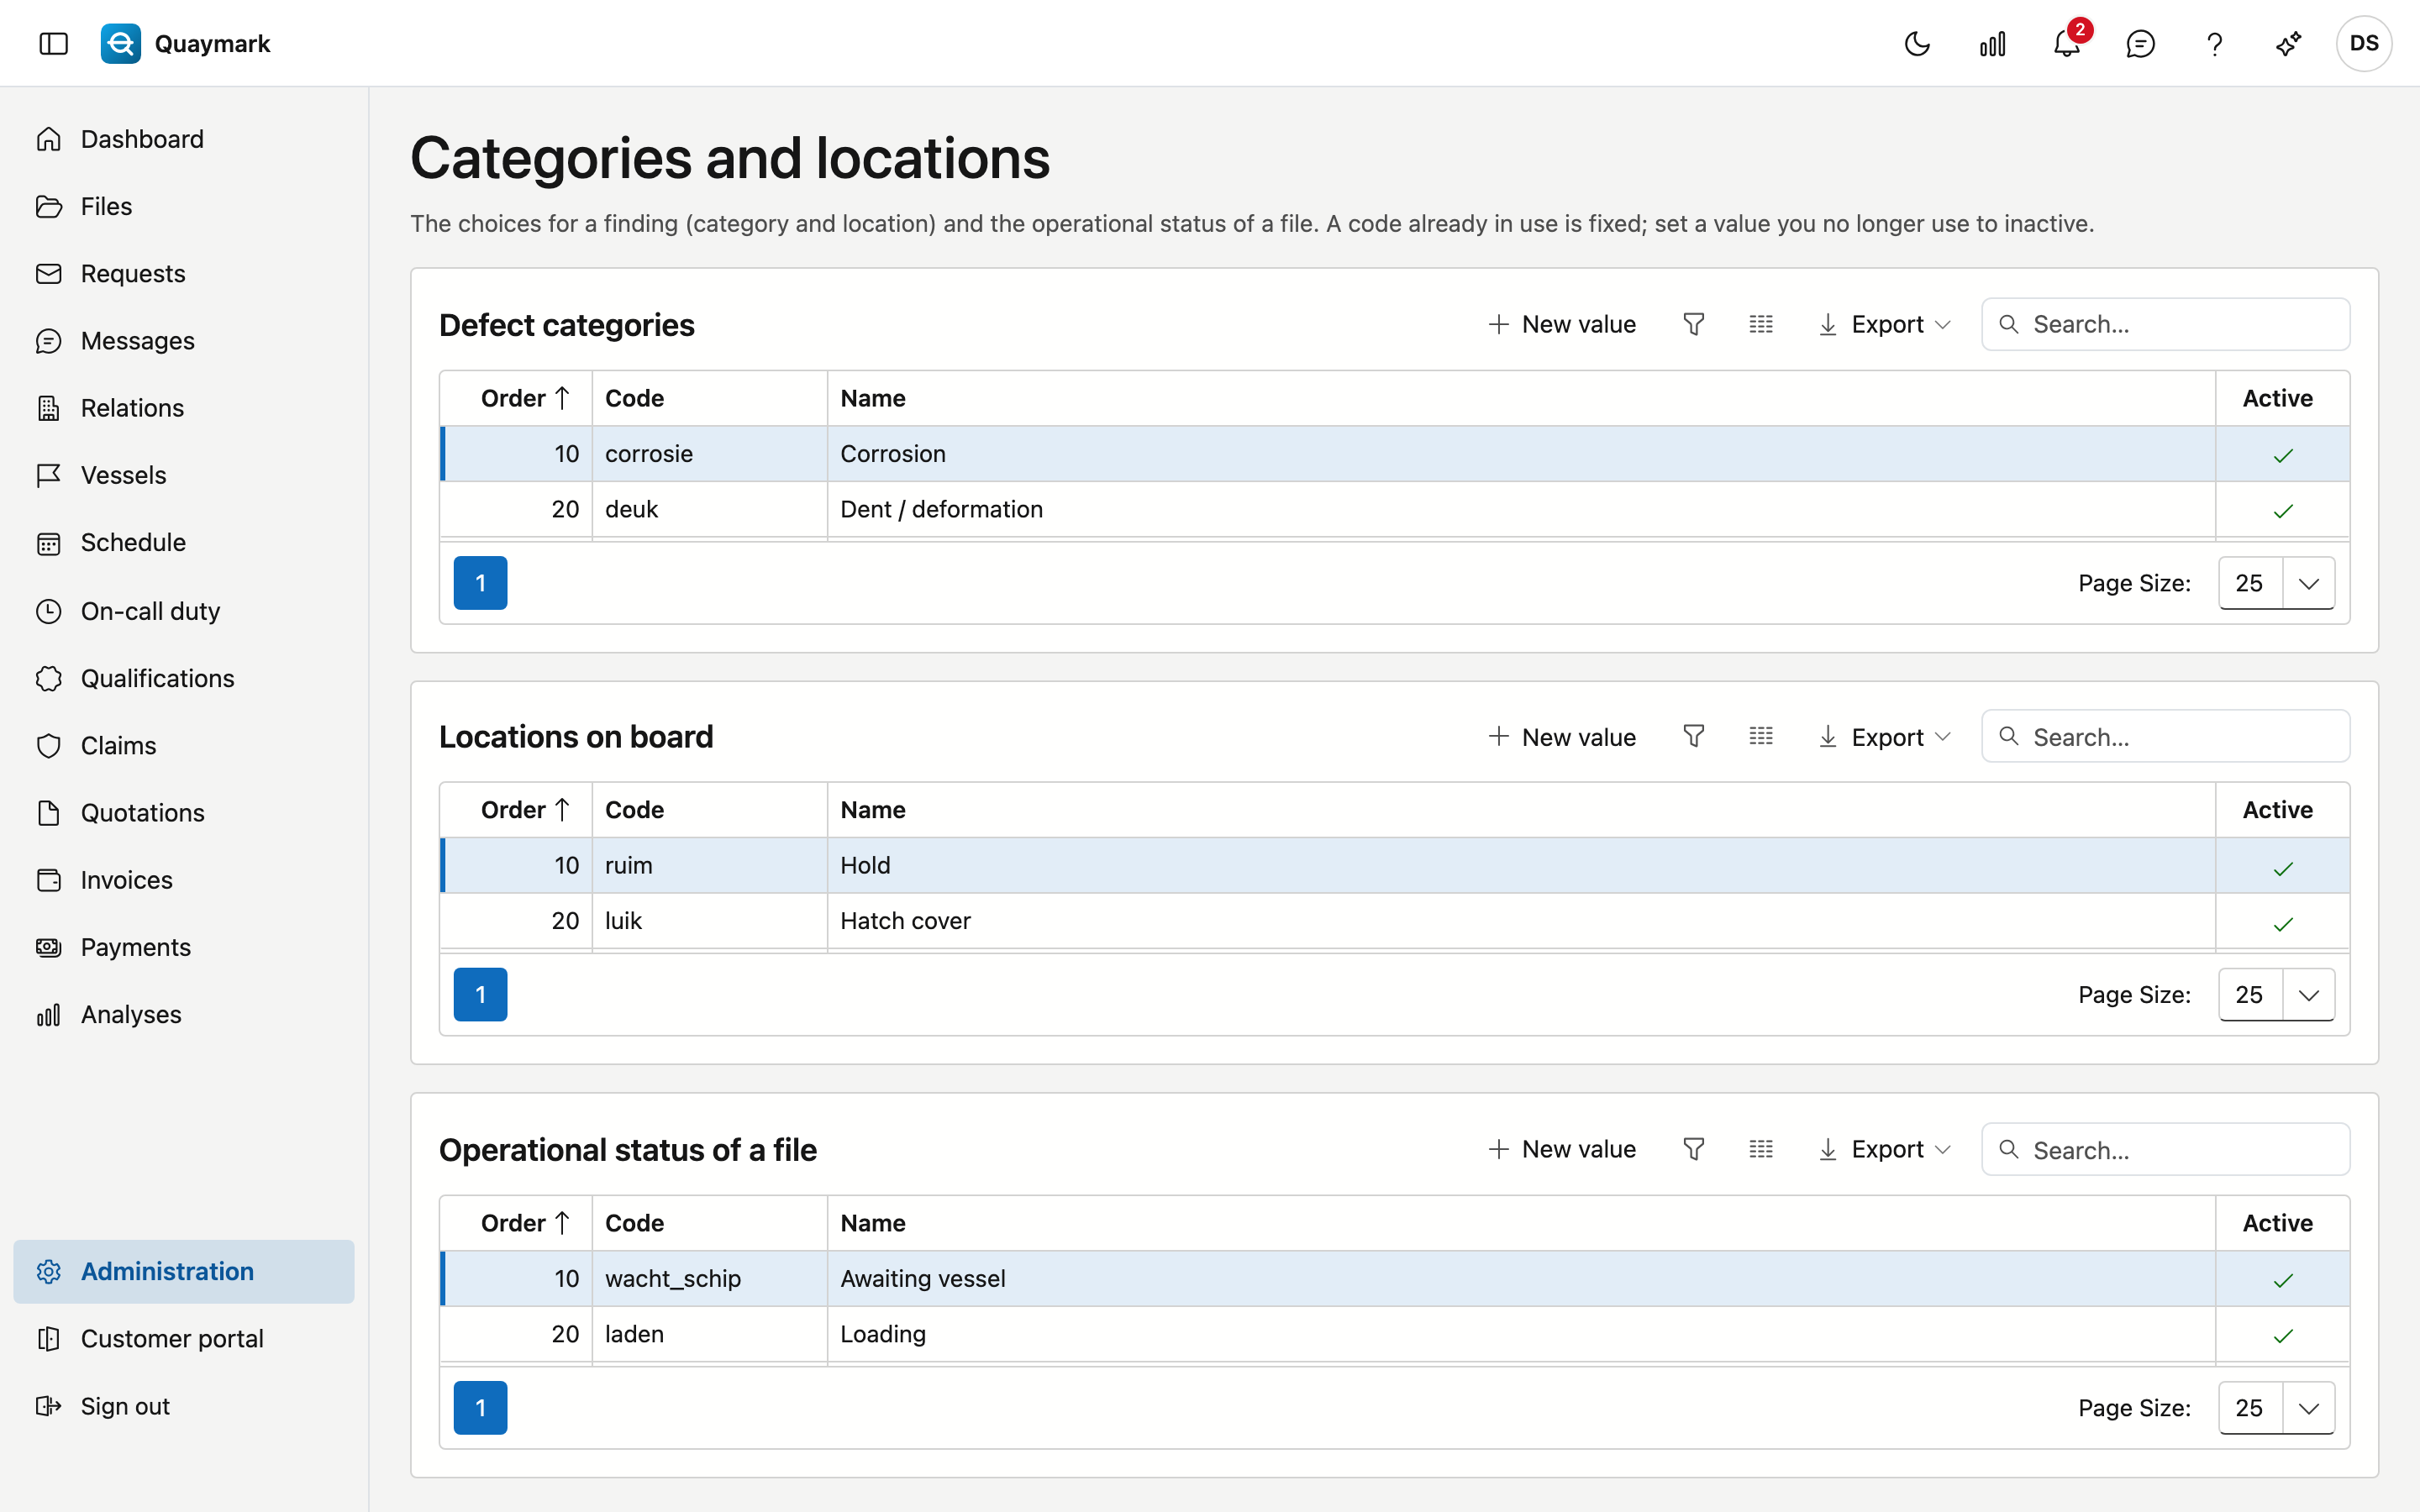 Quaymark
2
DS
Dashboard
Files
Requests
Messages
Relations
Vessels
Schedule
On-call duty
Qualifications
Claims
Quotations
Invoices
Payments
Analyses
Administration
Customer portal
Sign out
Categories and locations
The choices for a finding (category and location) and the operational status of a file. A code already in use is fixed; set a value you no longer use to inactive.
Defect categories
New value Export Search...
Order Code Name Active
10 corrosie Corrosion
20 deuk Dent / deformation
1 Page Size: 25
Locations on board
New value Export Search...
Order Code Name Active
10 ruim Hold
20 luik Hatch cover
1 Page Size: 25
Operational status of a file
New value Export Search...
Order Code Name Active
10 wacht_schip Awaiting vessel
20 laden Loading
1 Page Size: 25